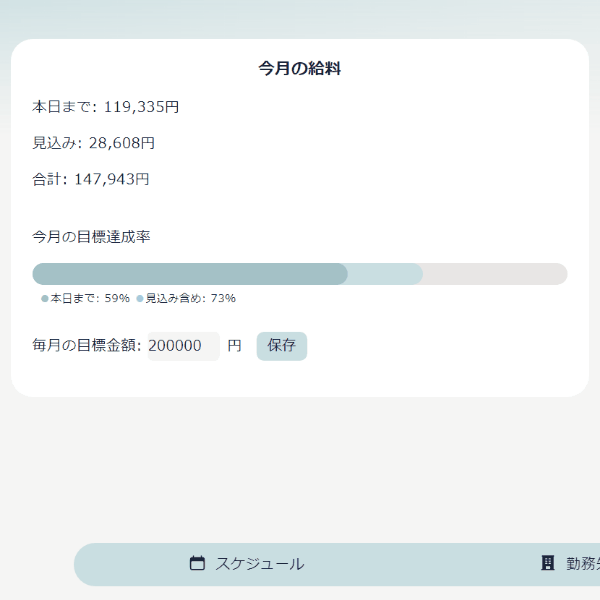 今月の給料
本日まで: 119,335円
見込み: 28,608円
合計: 147,943円
今月の目標達成率
本日まで: 59% 見込み含め: 73%
毎月の目標金額: 200000 円 保存
スケジュール 勤務